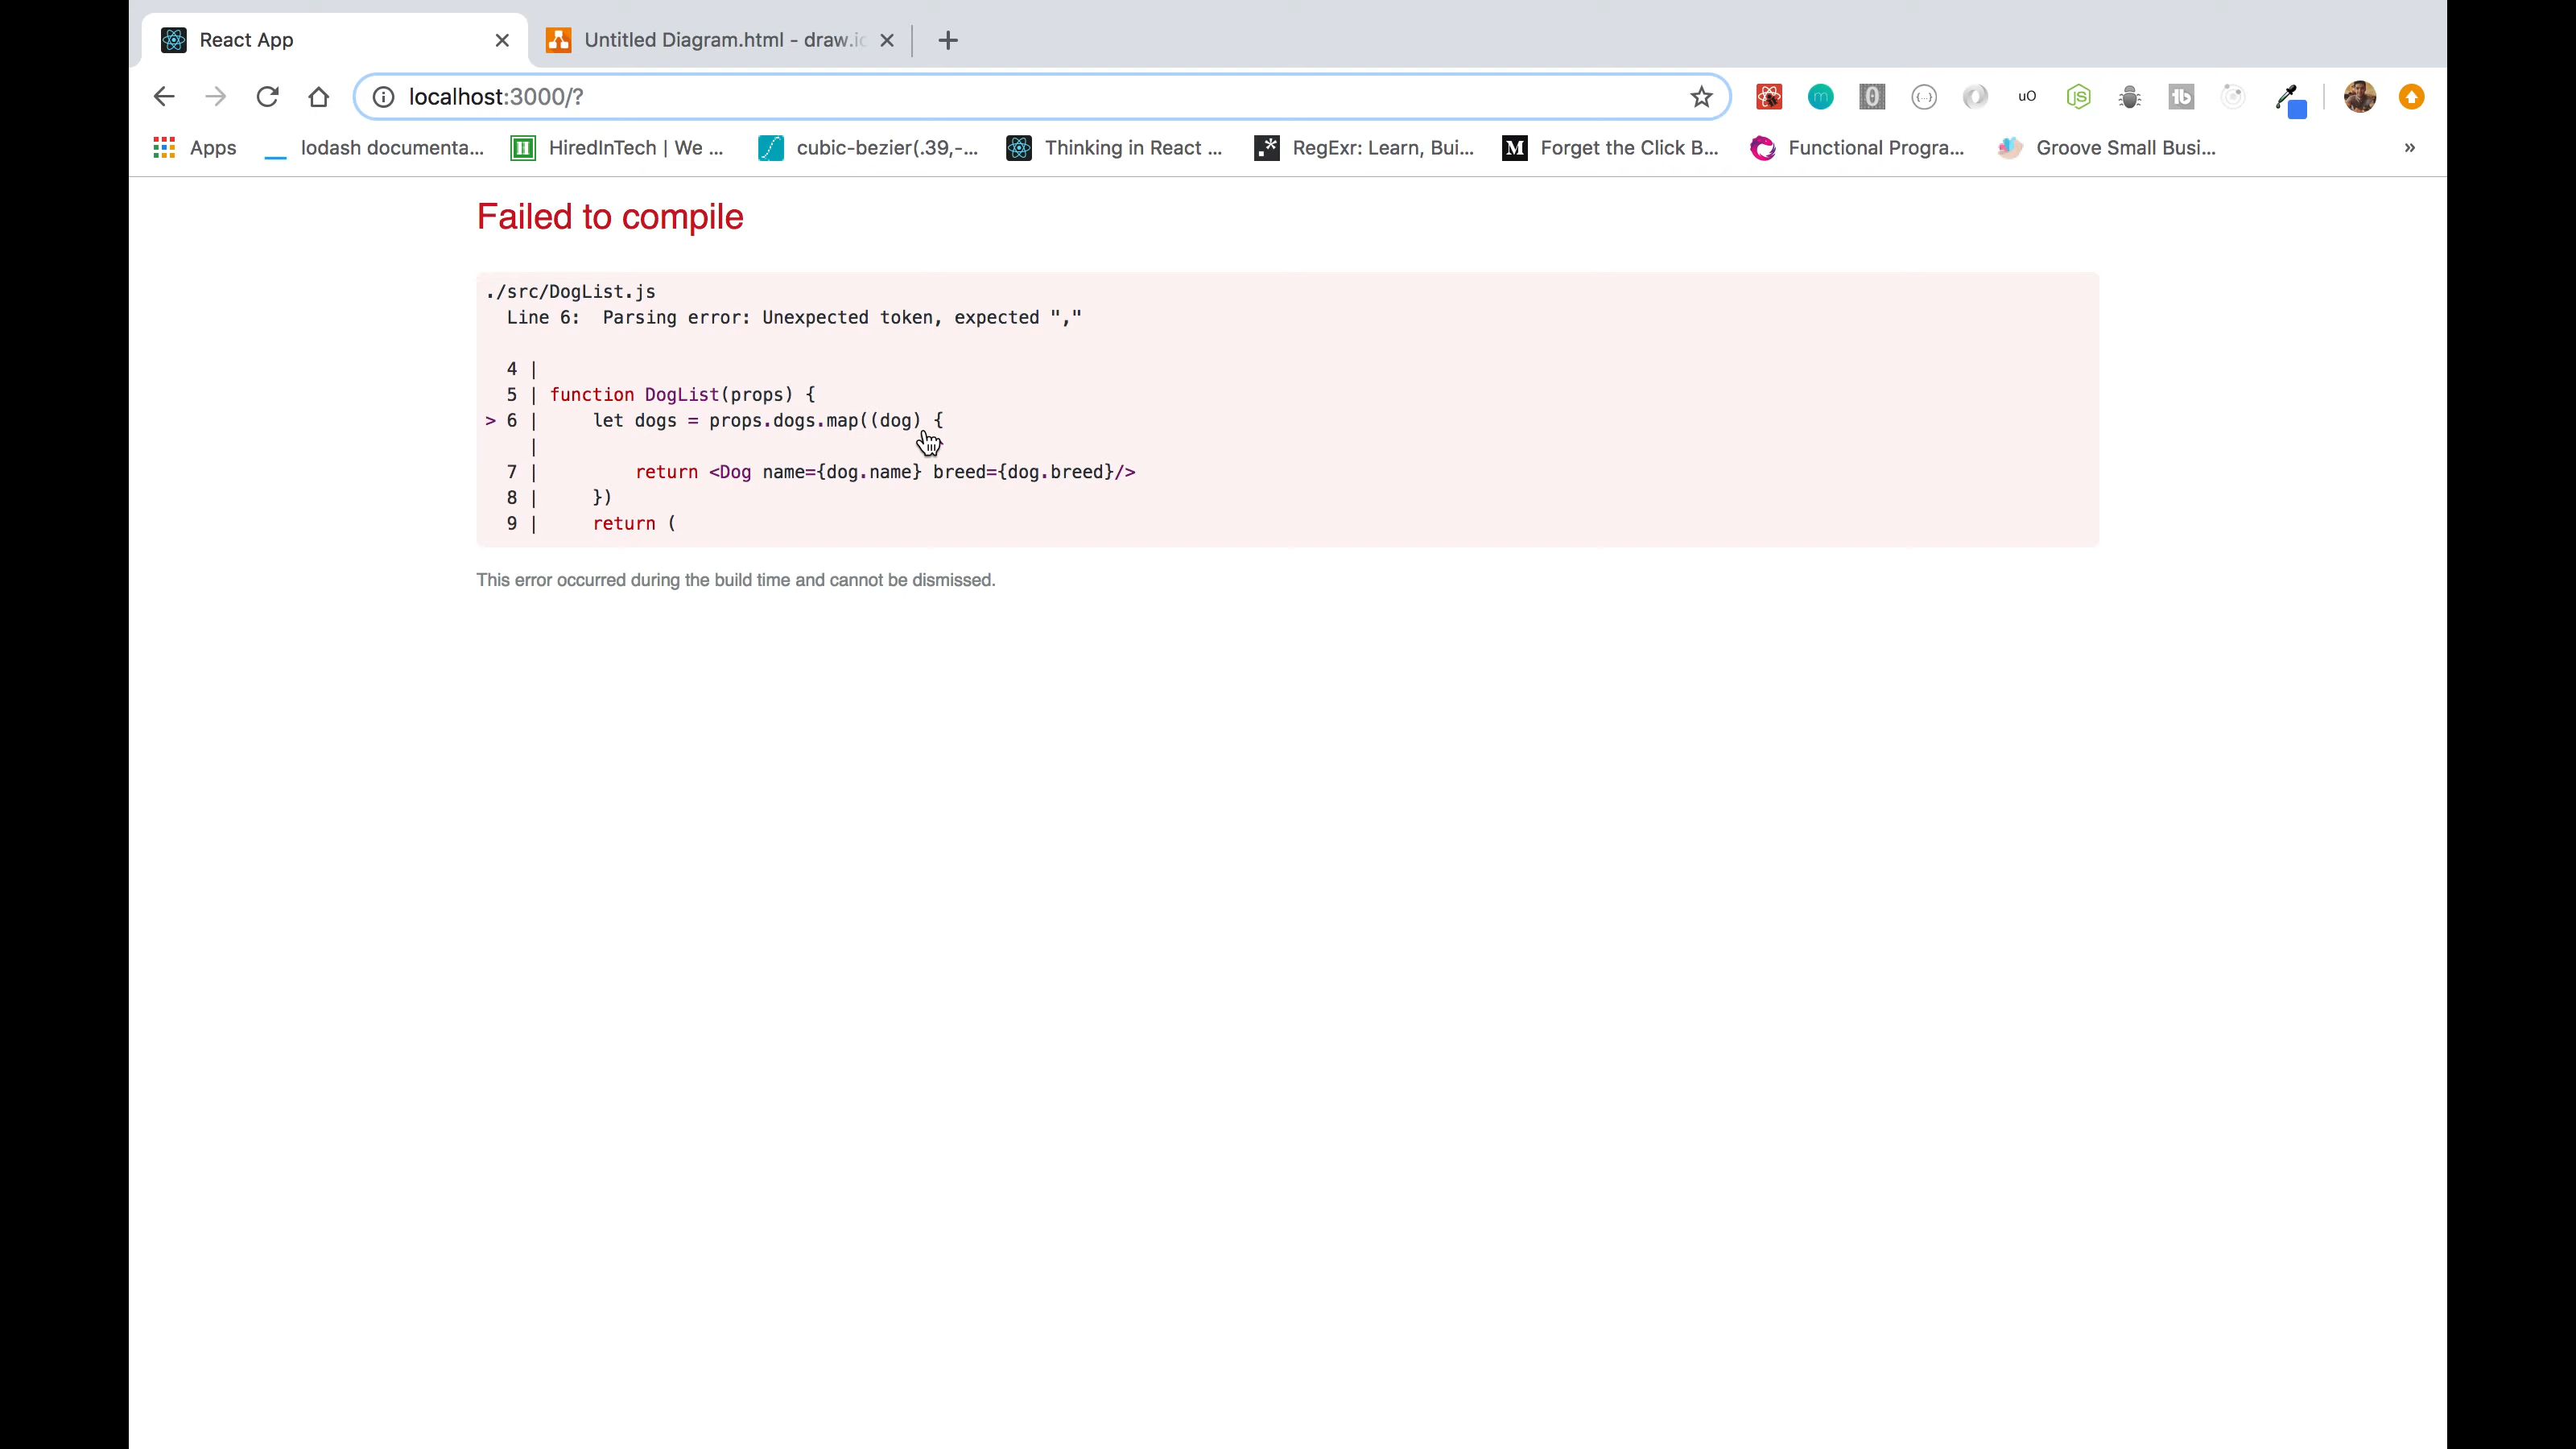 React App
Untitled Diagram.html - draw.io
localhost:3000/?
uO
Apps
lodash documenta...
HiredInTech | We ...
cubic-bezier(.39,-...
Thinking in React ...
RegExr: Learn, Bui...
Forget the Click B...
Functional Progra...
Groove Small Busi...
»
Failed to compile
./src/DogList.js
Line 6:  Parsing error: Unexpected token, expected ","
4 |
5 | function DogList(props) {
> 6 |     let dogs = props.dogs.map((dog) {
|
7 |         return <Dog name={dog.name} breed={dog.breed}/>
8 |     })
9 |     return (
This error occurred during the build time and cannot be dismissed.